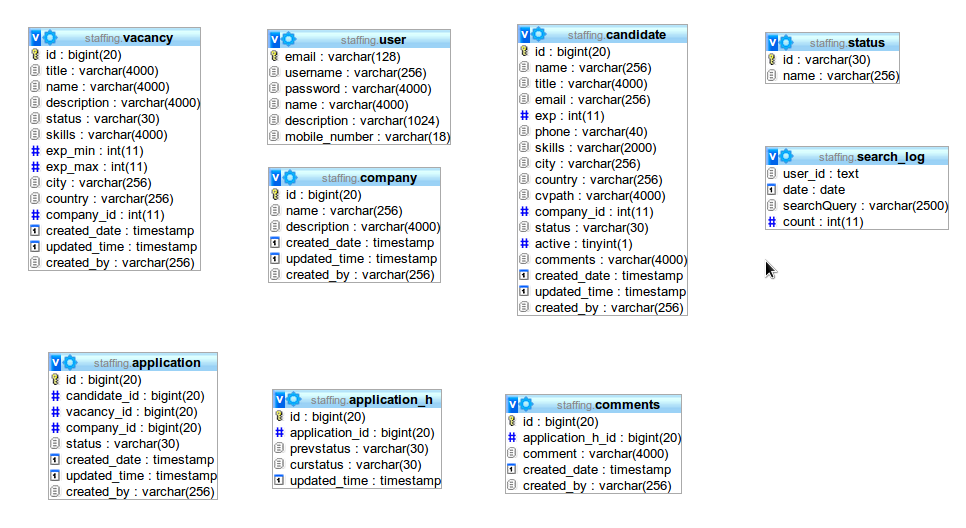 staffing.vacancy
id : bigint(20)
title : varchar(4000)
name : varchar(4000)
description : varchar(4000)
status : varchar(30)
skills : varchar(4000)
exp_min : int(11)
exp_max : int(11)
city : varchar(256)
country : varchar(256)
company_id : int(11)
created_date : timestamp
updated_time : timestamp
created_by : varchar(256)
staffing.user
email : varchar(128)
username : varchar(256)
password : varchar(4000)
name : varchar(4000)
description : varchar(1024)
mobile_number : varchar(18)
staffing.company
id : bigint(20)
name : varchar(256)
description : varchar(4000)
created_date : timestamp
updated_time : timestamp
created_by : varchar(256)
staffing.candidate
id : bigint(20)
name : varchar(256)
title : varchar(4000)
email : varchar(256)
exp : int(11)
phone : varchar(40)
skills : varchar(2000)
city : varchar(256)
country : varchar(256)
cvpath : varchar(4000)
company_id : int(11)
status : varchar(30)
active : tinyint(1)
comments : varchar(4000)
created_date : timestamp
updated_time : timestamp
created_by : varchar(256)
staffing.status
id : varchar(30)
name : varchar(256)
staffing.search_log
user_id : text
date : date
searchQuery : varchar(2500)
count : int(11)
staffing.application
id : bigint(20)
candidate_id : bigint(20)
vacancy_id : bigint(20)
company_id : bigint(20)
status : varchar(30)
created_date : timestamp
updated_time : timestamp
created_by : varchar(256)
staffing.application_h
id : bigint(20)
application_id : bigint(20)
prevstatus : varchar(30)
curstatus : varchar(30)
updated_time : timestamp
staffing.comments
id : bigint(20)
application_h_id : bigint(20)
comment : varchar(4000)
created_date : timestamp
created_by : varchar(256)